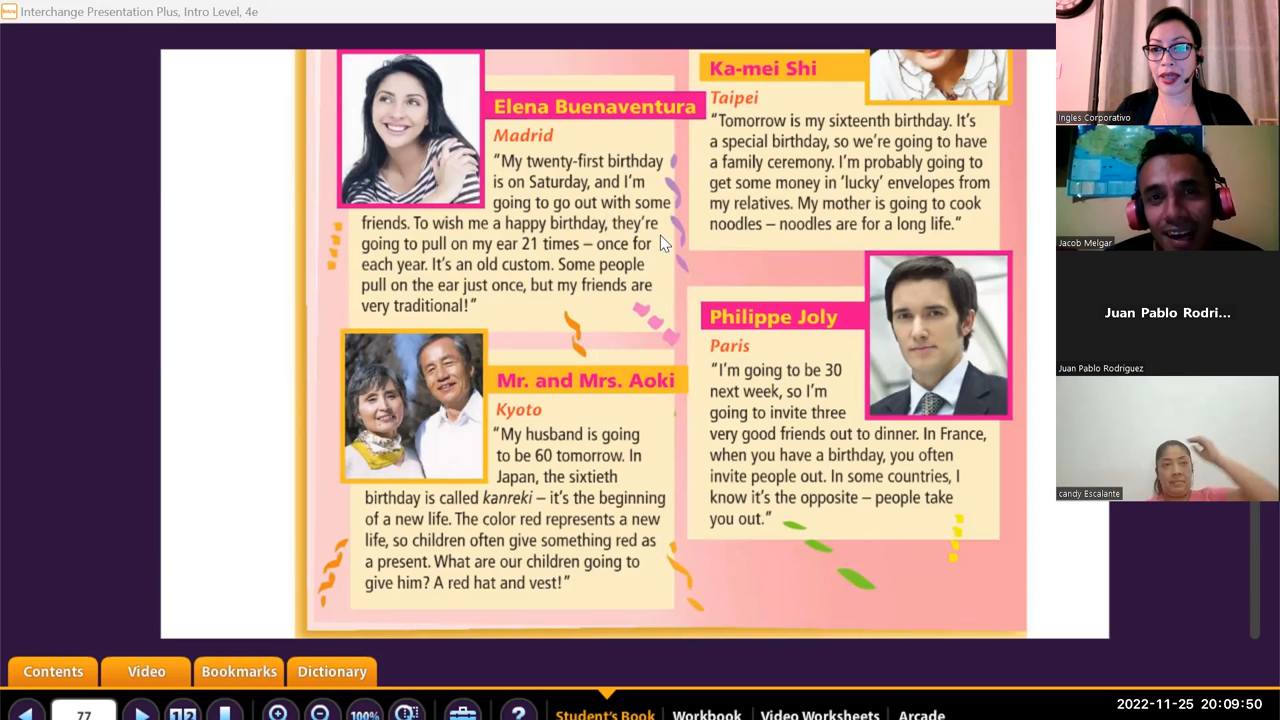 Interchange Presentation Plus, Intro Level, 4e
Elena Buenaventura
Madrid
"My twenty-first birthday
is on Saturday, and I'm
going to go out with some
friends. To wish me a happy birthday, they're
going to pull on my ear 21 times – once for
each year. It's an old custom. Some people
pull on the ear just once, but my friends are
very traditional!"
Mr. and Mrs. Aoki
Kyoto
"My husband is going
to be 60 tomorrow. In
Japan, the sixtieth
birthday is called kanreki – it's the beginning
of a new life. The color red represents a new
life, so children often give something red as
a present. What are our children going to
give him? A red hat and vest!"
Ka-mei Shi
Taipei
"Tomorrow is my sixteenth birthday. It's
a special birthday, so we're going to have
a family ceremony. I'm probably going to
get some money in 'lucky' envelopes from
my relatives. My mother is going to cook
noodles – noodles are for a long life."
Philippe Joly
Paris
"I'm going to be 30
next week, so I'm
going to invite three
very good friends out to dinner. In France,
when you have a birthday, you often
invite people out. In some countries, I
know it's the opposite – people take
you out."
Ingles Corporativo
Jacob Melgar
Juan Pablo Rodri...
Juan Pablo Rodriguez
candy Escalante
Contents
Video
Bookmarks
Dictionary
77
1 2
100%
?
Student's Book
Workbook
Video Worksheets
Arcade
2022-11-25 20:09:50